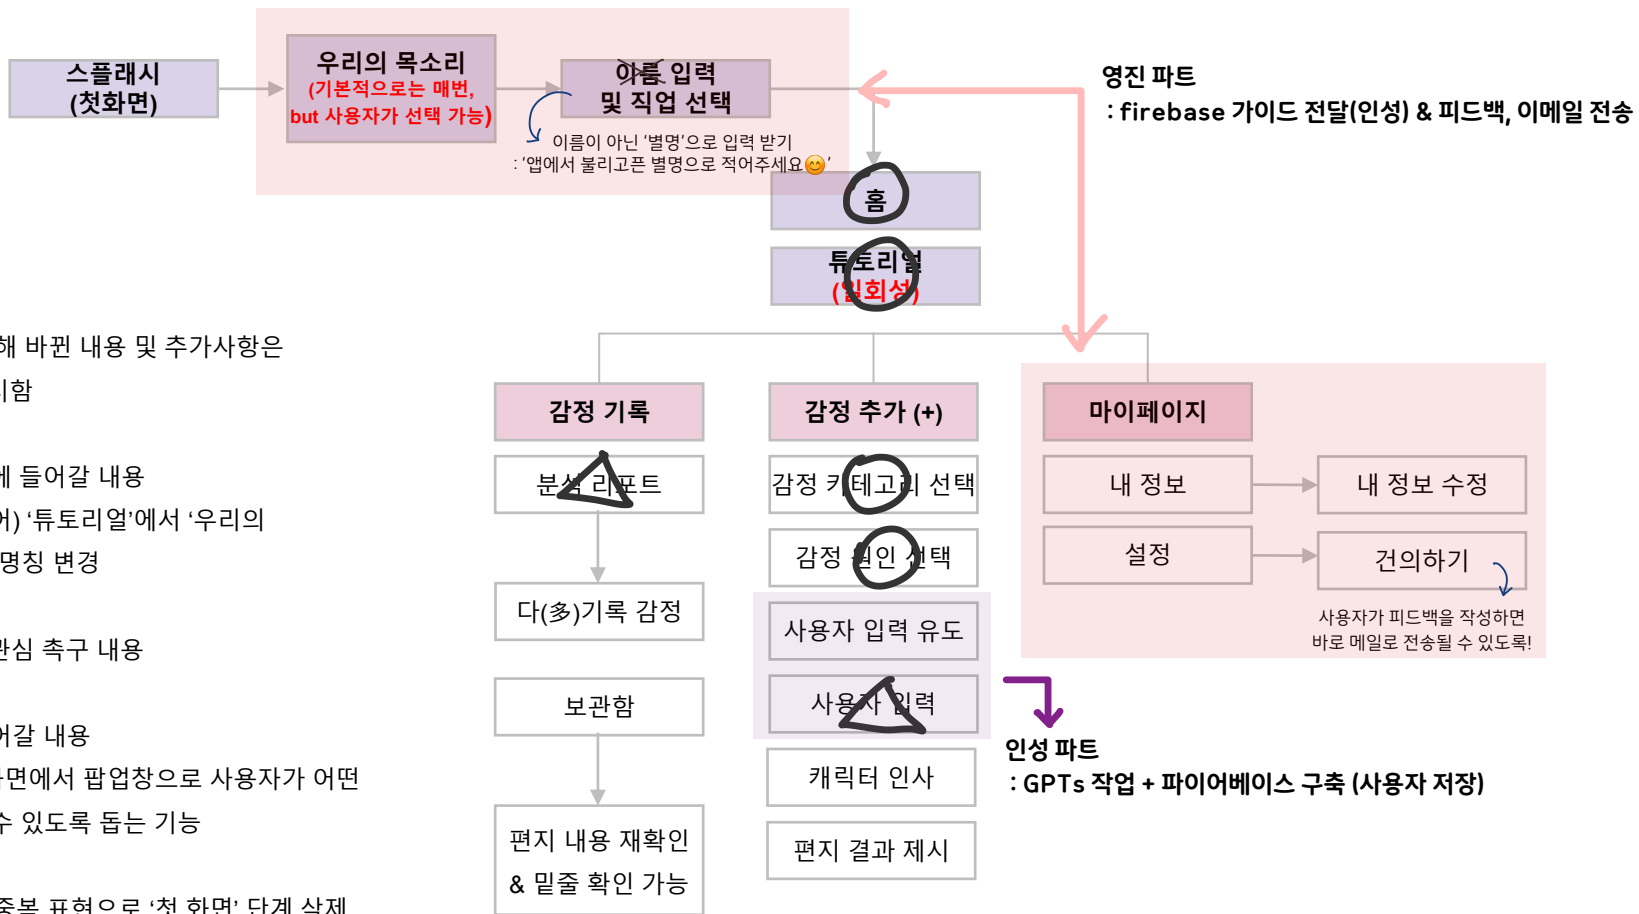 스플래시
(첫화면)
우리의 목소리
(기본적으로는 매번,
but 사용자가 선택 가능)
이름 입력
및 직업 선택
이름이 아닌 '별명'으로 입력 받기
: '앱에서 불리고픈 별명으로 적어주세요😊'
영진 파트
: firebase 가이드 전달(인성) & 피드백, 이메일 전송
홈
튜토리얼
(일회성)
해 바뀐 내용 및 추가사항은
시함
에 들어갈 내용
어) ‘튜토리얼’에서 ‘우리의
명칭 변경
관심 촉구 내용
어갈 내용
화면에서 팝업창으로 사용자가 어떤
수 있도록 돕는 기능
중복 표현으로 ‘첫 화면’ 단계 삭제
감정 기록
분석 리포트
다(多)기록 감정
보관함
편지 내용 재확인
& 밑줄 확인 가능
감정 추가 (+)
감정 카테고리 선택
감정 원인 선택
사용자 입력 유도
사용자 입력
캐릭터 인사
편지 결과 제시
마이페이지
내 정보
내 정보 수정
설정
건의하기
사용자가 피드백을 작성하면
바로 메일로 전송될 수 있도록!
인성 파트
: GPTs 작업 + 파이어베이스 구축 (사용자 저장)